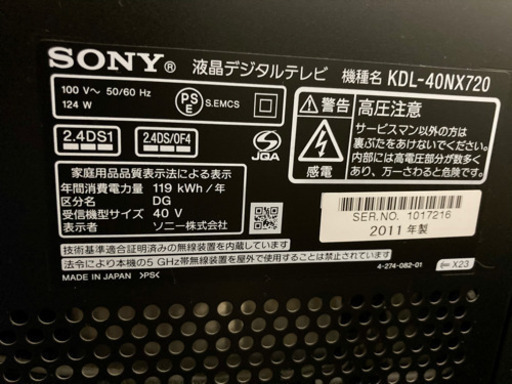 SONY® 液晶デジタルテレビ 機種名 KDL-40NX720
100 V～ 50/60 Hz
124 W
PSE S.EMCS
2.4DS1 2.4DS/OF4
JQA
警告 高圧注意
サービスマン以外の方は
裏ぶたをあけないでください。
内部には高電圧部分が数多く
あり、万一さわると危険です。
感電
家庭用品品質表示法による表示
年間消費電力量 119 kWh/年
区分名 DG
受信機型サイズ 40 V
表示者 ソニー株式会社
SER.NO. 1017216
2011年製
技術基準適合証明済みの無線装置を内蔵しています。
法令により本機の5 GHz帯無線装置を屋外で使用することは禁止されています。
MADE IN JAPAN >PS<
4-274-082-01
X23